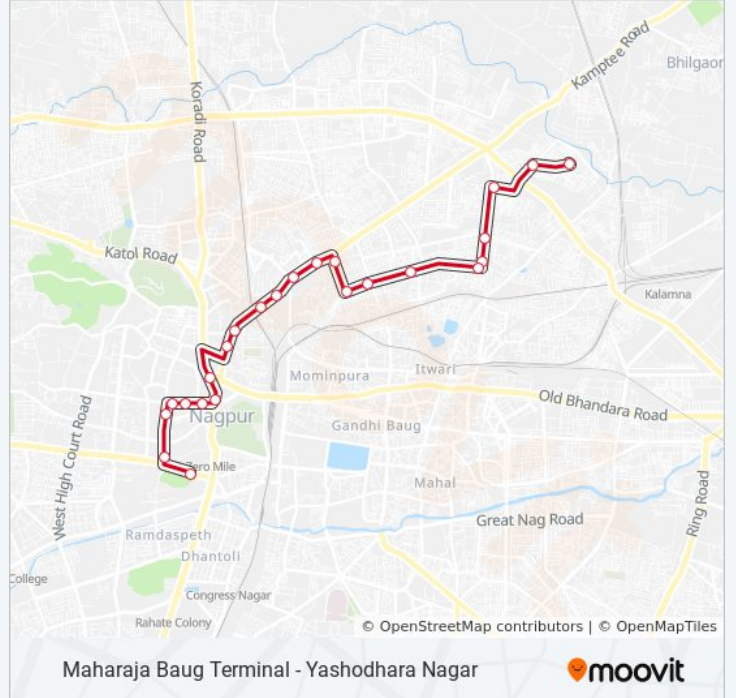 Kamptee Road
Bhilgaon
Koradi Road
Katol Road
Kalamna
Mominpura
Itwari
Old Bhandara Road
Nagpur
West High Court Road
Gandhi Baug
Zero Mile
Mahal
Ring Road
Great Nag Road
Ramdaspeth
Dhantoli
College
Congress Nagar
Rahate Colony
© OpenStreetMap contributors | © OpenMapTiles
Maharaja Baug Terminal - Yashodhara Nagar
moovit